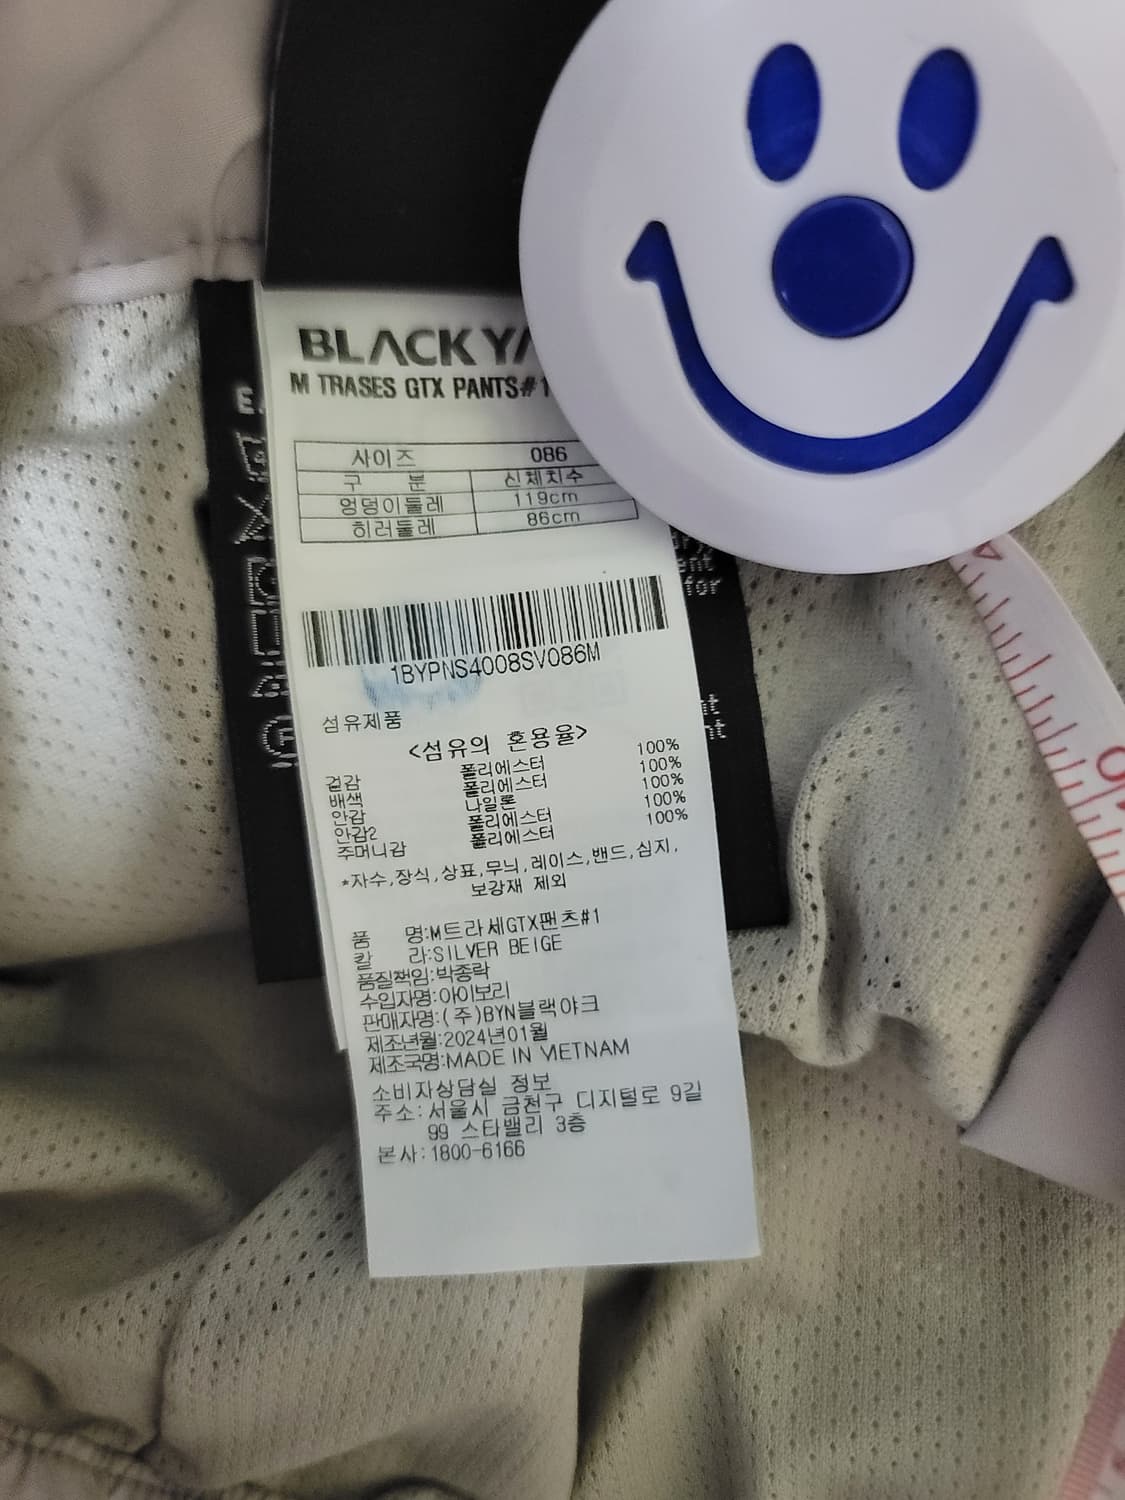 BLACK YA
M TRASES GTX PANTS#1
사이즈 086
구 분 신체치수
엉덩이둘레 119cm
허리둘레 86cm
1BYPNS4008SV086M
섬유제품
<섬유의 혼용율>
겉감 폴리에스터 100%
배색 폴리에스터 100%
안감 나일론 100%
안감2 폴리에스터 100%
주머니감 폴리에스터 100%
*자수,장식,상표,무늬,레이스,밴드,심지,
보강재 제외
품 명:M트라세GTX팬츠#1
칼 라:SILVER BEIGE
품질책임:박종락
수입자명:아이보리
판매자명:(주)BYN블랙야크
제조년월:2024년01월
제조국명:MADE IN VIETNAM
소비자상담실 정보
주소:서울시 금천구 디지털로 9길
99 스타밸리 3층
본사:1800-6166
for